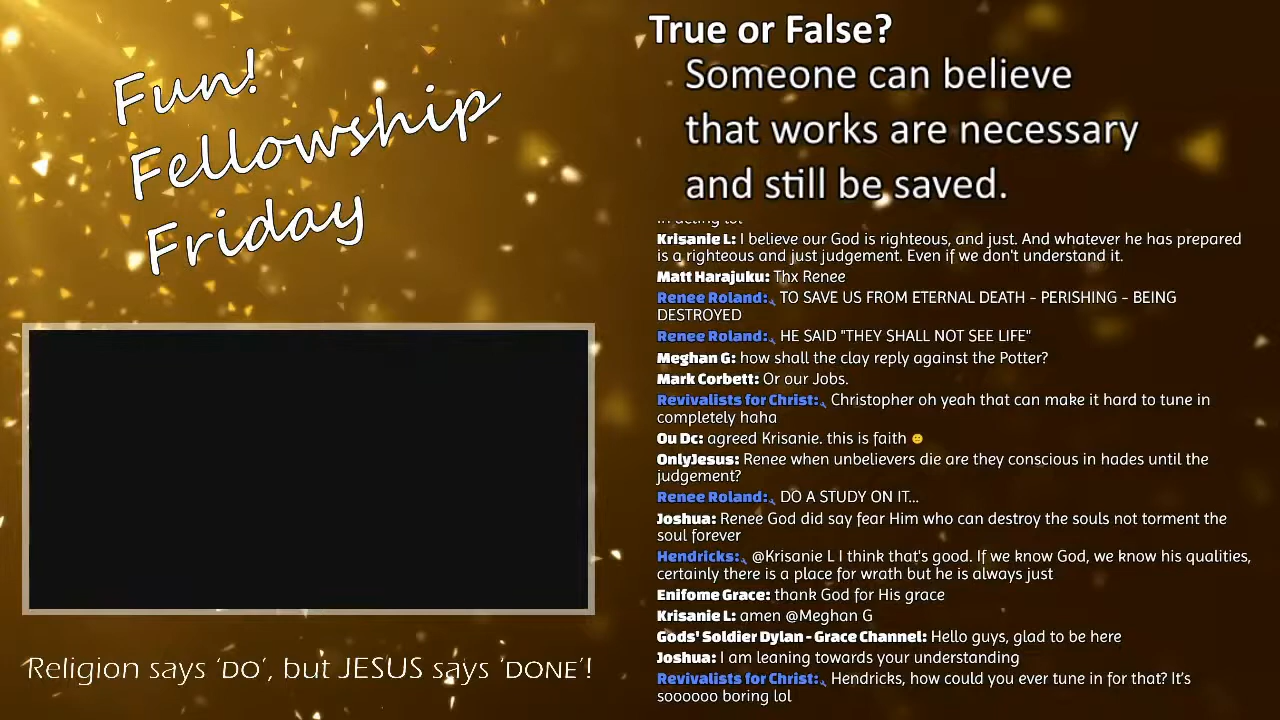 Fun!
Fellowship
Friday
Religion says ‘DO’, but JESUS says ‘DONE’!
True or False?
Someone can believe
that works are necessary
and still be saved.
Krisanie L: I believe our God is righteous, and just. And whatever he has prepared
is a righteous and just judgement. Even if we don't understand it.
Matt Harajuku: Thx Renee
Renee Roland: TO SAVE US FROM ETERNAL DEATH - PERISHING - BEING
DESTROYED
Renee Roland: HE SAID "THEY SHALL NOT SEE LIFE"
Meghan G: how shall the clay reply against the Potter?
Mark Corbett: Or our Jobs.
Revivalists for Christ: Christopher oh yeah that can make it hard to tune in
completely haha
Ou Dc: agreed Krisanie. this is faith
OnlyJesus: Renee when unbelievers die are they conscious in hades until the
judgement?
Renee Roland: DO A STUDY ON IT...
Joshua: Renee God did say fear Him who can destroy the souls not torment the
soul forever
Hendricks: @Krisanie L I think that's good. If we know God, we know his qualities,
certainly there is a place for wrath but he is always just
Enifome Grace: thank God for His grace
Krisanie L: amen @Meghan G
Gods' Soldier Dylan - Grace Channel: Hello guys, glad to be here
Joshua: I am leaning towards your understanding
Revivalists for Christ: Hendricks, how could you ever tune in for that? It’s
soooooo boring lol